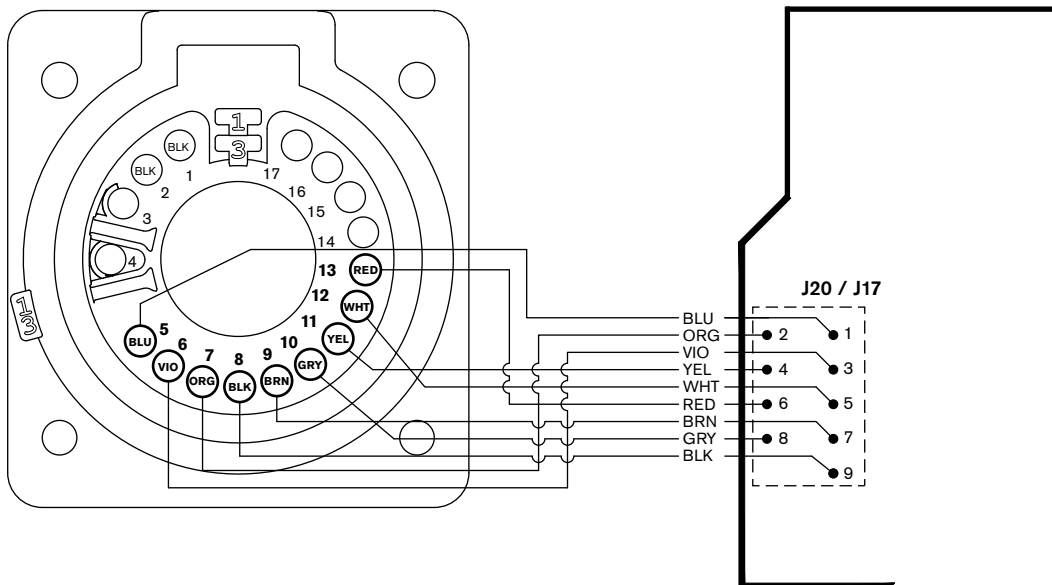 1
3
BLK
BLK
1
2
3
4
17
16
15
14
13
RED
12
WHT
11
YEL
10
GRY
9
BRN
8
BLK
7
ORG
6
VIO
5
BLU
1
3
J20 / J17
BLU
ORG
VIO
YEL
WHT
RED
BRN
GRY
BLK
2 1
4 3
6 5
8 7
9